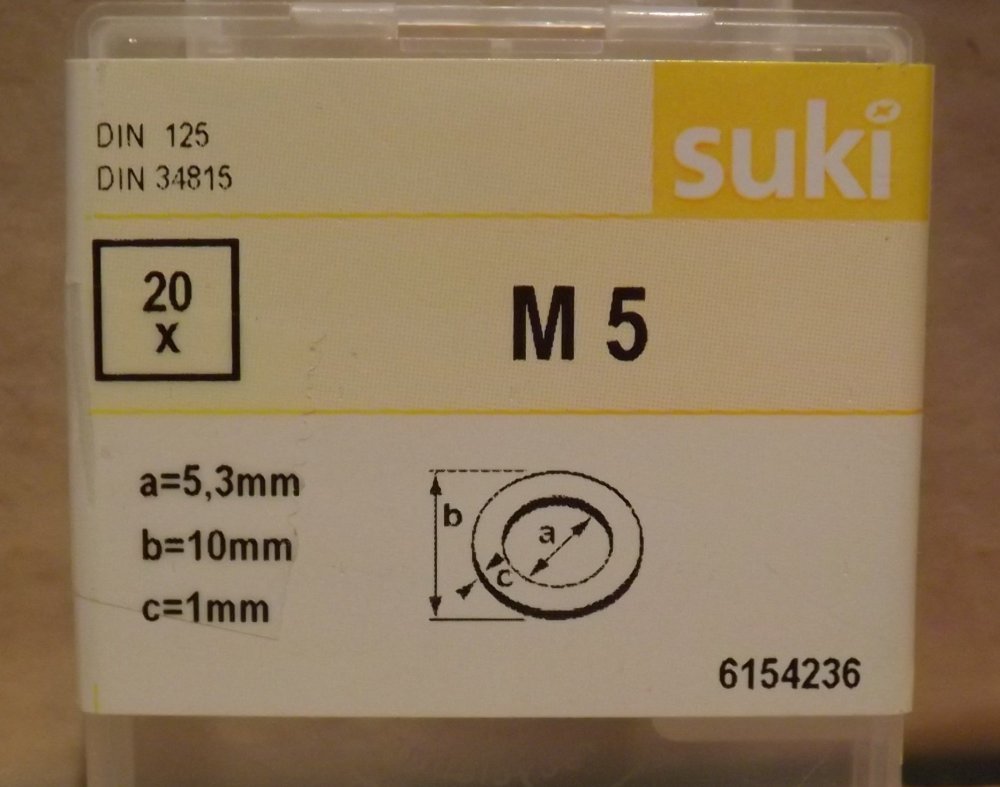 suki
DIN 125
DIN 34815
20
x
M 5
a=5,3mm
b=10mm
c=1mm
b
a
c
6154236